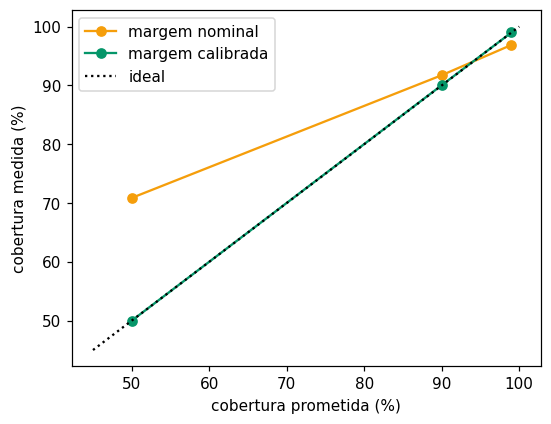 margem nominal
margem calibrada
ideal
cobertura medida (%)
100
90
80
70
60
50
50
60
70
80
90
100
cobertura prometida (%)